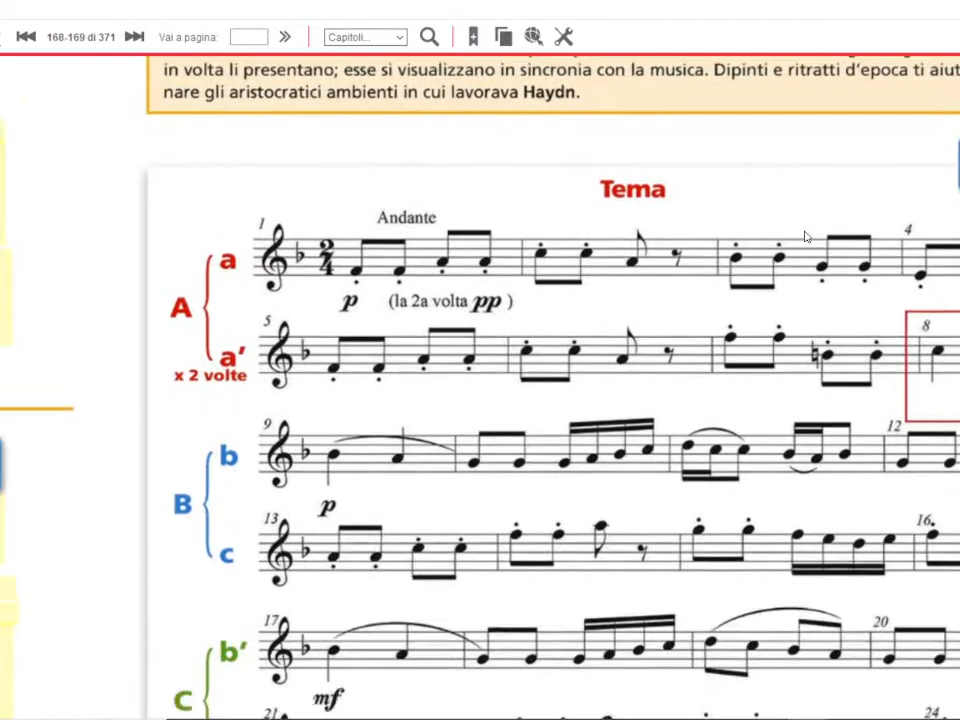 168-169 di 371
Vai a pagina:
Capitoli...
in volta li presentano; esse si visualizzano in sincronia con la musica. Dipinti e ritratti d'epoca ti aiut
nare gli aristocratici ambienti in cui lavorava Haydn.
Tema
1 Andante 4
a
2 4
p (la 2a volta pp )
A
5 8
a'
x 2 volte
9 12
b
p
B
13 16
c
17 20
b'
mf
C
21 24